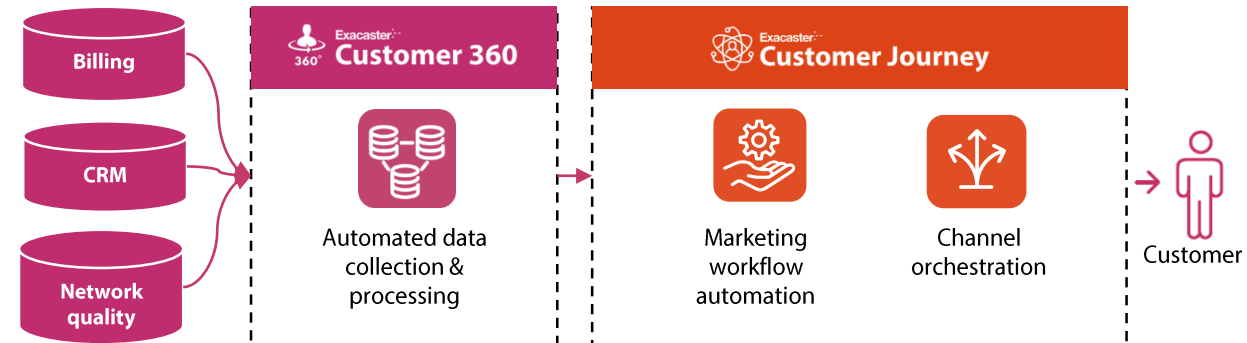 Billing
CRM
Network
quality
360°
Exacaster
Customer 360
Automated data
collection &
processing
Exacaster
Customer Journey
Marketing
workflow
automation
Channel
orchestration
Customer